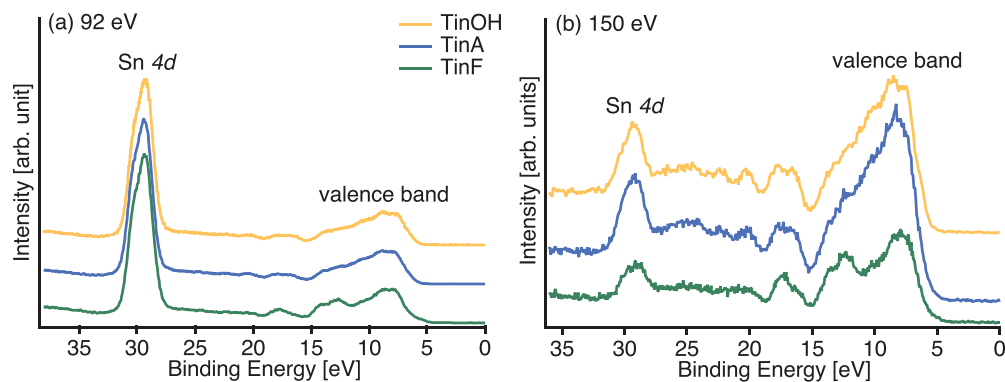 (a) 92 eV
TinOH
TinA
TinF
Sn 4d
valence band
Intensity [arb. unit]
35 30 25 20 15 10 5 0
Binding Energy [eV]
(b) 150 eV
valence band
Sn 4d
Intensity [arb. units]
35 30 25 20 15 10 5 0
Binding Energy [eV]